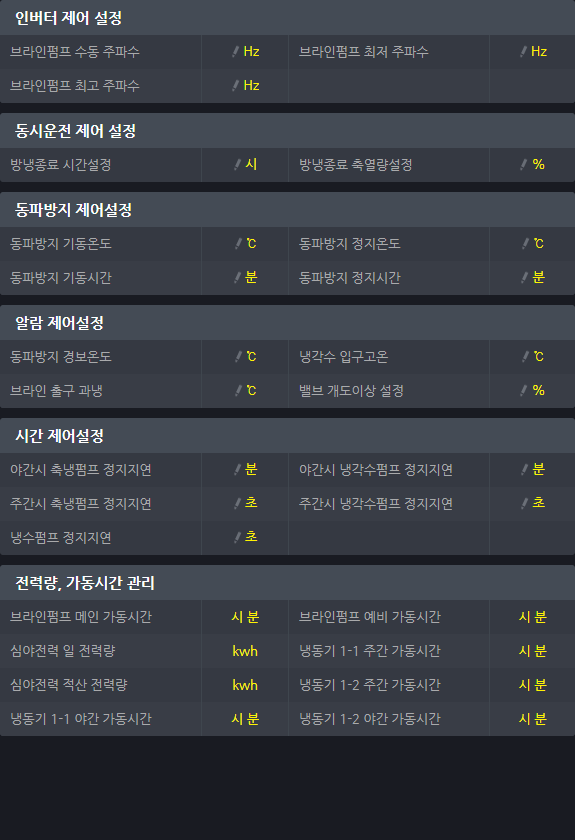 인버터 제어 설정
브라인펌프 수동 주파수 Hz 브라인펌프 최저 주파수 Hz
브라인펌프 최고 주파수 Hz
동시운전 제어 설정
방냉종료 시간설정 시 방냉종료 축열량설정 %
동파방지 제어설정
동파방지 기동온도 ℃ 동파방지 정지온도 ℃
동파방지 기동시간 분 동파방지 정지시간 분
알람 제어설정
동파방지 경보온도 ℃ 냉각수 입구고온 ℃
브라인 출구 과냉 ℃ 밸브 개도이상 설정 %
시간 제어설정
야간시 축냉펌프 정지지연 분 야간시 냉각수펌프 정지지연 분
주간시 축냉펌프 정지지연 초 주간시 냉각수펌프 정지지연 초
냉수펌프 정지지연 초
전력량, 가동시간 관리
브라인펌프 메인 가동시간 시 분 브라인펌프 예비 가동시간 시 분
심야전력 일 전력량 kwh 냉동기 1-1 주간 가동시간 시 분
심야전력 적산 전력량 kwh 냉동기 1-2 주간 가동시간 시 분
냉동기 1-1 야간 가동시간 시 분 냉동기 1-2 야간 가동시간 시 분